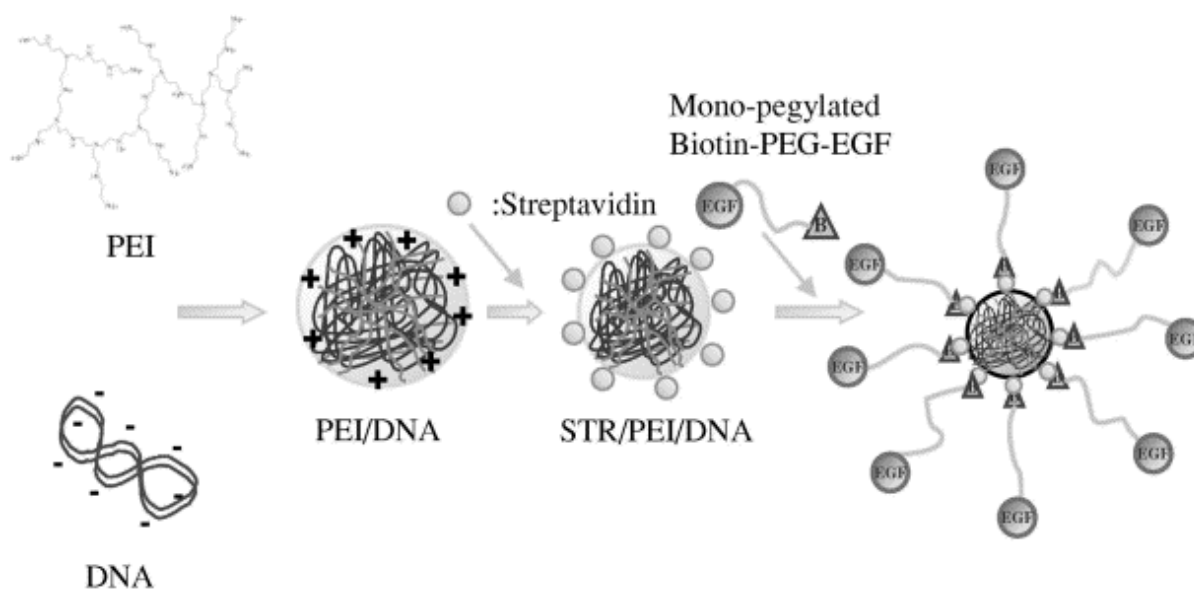 PEI
DNA
+ + + + + + + + +
- - - - - - - - -
PEI/DNA
:Streptavidin
STR/PEI/DNA
Mono-pegylated
Biotin-PEG-EGF
EGF
B
EGF
EGF
EGF
EGF
EGF
EGF
EGF
EGF